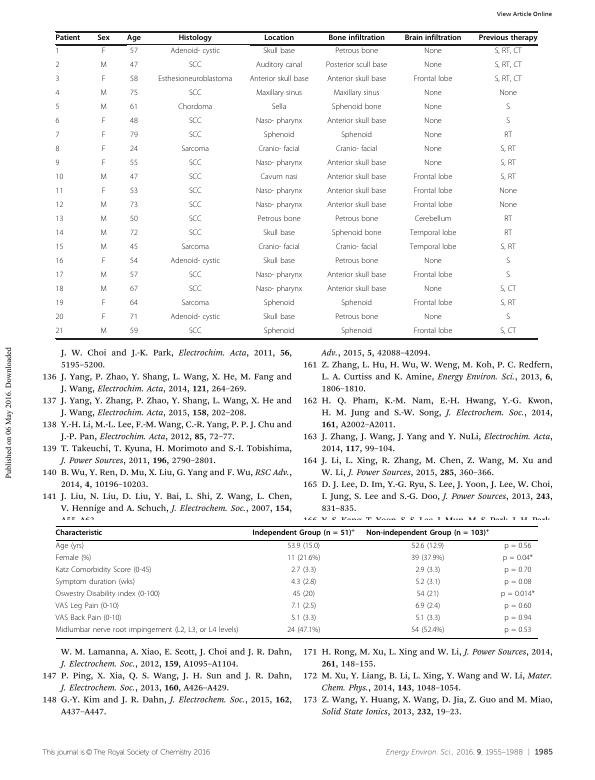 View Article Online
Patient Sex Age Histology Location Bone infiltration Brain infiltration Previous therapy
1 F 57 Adenoid- cystic Skull base Petrous bone None S, RT, CT
2 M 47 SCC Auditory canal Posterior scull base None S, RT, CT
3 F 58 Esthesioneuroblastoma Anterior skull base Anterior skull base Frontal lobe S, RT, CT
4 M 75 SCC Maxillary sinus Maxillary sinus None None
5 M 61 Chordoma Sella Sphenoid bone None S
6 F 48 SCC Naso- pharynx Anterior skull base None S
7 F 79 SCC Sphenoid Sphenoid None RT
8 F 24 Sarcoma Cranio- facial Cranio- facial None S, RT
9 F 55 SCC Naso- pharynx Anterior skull base None S, RT
10 M 47 SCC Cavum nasi Anterior skull base Frontal lobe S, RT
11 F 53 SCC Naso- pharynx Anterior skull base Frontal lobe None
12 M 73 SCC Naso- pharynx Anterior skull base Frontal lobe None
13 M 50 SCC Petrous bone Petrous bone Cerebellum RT
14 M 72 SCC Skull base Sphenoid bone Temporal lobe RT
15 M 45 Sarcoma Cranio- facial Cranio- facial Temporal lobe S, RT
16 F 54 Adenoid- cystic Skull base Petrous bone None S
17 M 57 SCC Naso- pharynx Anterior skull base Frontal lobe S
18 M 67 SCC Naso- pharynx Anterior skull base None S, CT
19 F 64 Sarcoma Sphenoid Sphenoid Frontal lobe S, RT
20 F 71 Adenoid- cystic Skull base Petrous bone None S
21 M 59 SCC Sphenoid Sphenoid Frontal lobe S, CT
J. W. Choi and J.-K. Park, Electrochim. Acta, 2011, 56,
5195–5200.
136 J. Yang, P. Zhao, Y. Shang, L. Wang, X. He, M. Fang and
J. Wang, Electrochim. Acta, 2014, 121, 264–269.
137 J. Yang, Y. Zhang, P. Zhao, Y. Shang, L. Wang, X. He and
J. Wang, Electrochim. Acta, 2015, 158, 202–208.
138 Y.-H. Li, M.-L. Lee, F.-M. Wang, C.-R. Yang, P. P. J. Chu and
J.-P. Pan, Electrochim. Acta, 2012, 85, 72–77.
139 T. Takeuchi, T. Kyuna, H. Morimoto and S.-I. Tobishima,
J. Power Sources, 2011, 196, 2790–2801.
140 B. Wu, Y. Ren, D. Mu, X. Liu, G. Yang and F. Wu, RSC Adv.,
2014, 4, 10196–10203.
141 J. Liu, N. Liu, D. Liu, Y. Bai, L. Shi, Z. Wang, L. Chen,
V. Hennige and A. Schuch, J. Electrochem. Soc., 2007, 154,
Adv., 2015, 5, 42088–42094.
161 Z. Zhang, L. Hu, H. Wu, W. Weng, M. Koh, P. C. Redfern,
L. A. Curtiss and K. Amine, Energy Environ. Sci., 2013, 6,
1806–1810.
162 H. Q. Pham, K.-M. Nam, E.-H. Hwang, Y.-G. Kwon,
H. M. Jung and S.-W. Song, J. Electrochem. Soc., 2014,
161, A2002–A2011.
163 J. Zhang, J. Wang, J. Yang and Y. NuLi, Electrochim. Acta,
2014, 117, 99–104.
164 J. Li, L. Xing, R. Zhang, M. Chen, Z. Wang, M. Xu and
W. Li, J. Power Sources, 2015, 285, 360–366.
165 D. J. Lee, D. Im, Y.-G. Ryu, S. Lee, J. Yoon, J. Lee, W. Choi,
I. Jung, S. Lee and S.-G. Doo, J. Power Sources, 2013, 243,
831–835.
Characteristic Independent Group (n = 51)+ Non-independent Group (n = 103)+
Age (yrs) 53.9 (15.0) 52.6 (12.9) p = 0.56
Female (%) 11 (21.6%) 39 (37.9%) p = 0.04*
Katz Comorbidity Score (0-45) 2.7 (3.3) 2.9 (3.3) p = 0.70
Symptom duration (wks) 4.3 (2.8) 5.2 (3.1) p = 0.08
Oswestry Disability index (0-100) 45 (20) 54 (21) p = 0.014*
VAS Leg Pain (0-10) 7.1 (2.5) 6.9 (2.4) p = 0.60
VAS Back Pain (0-10) 5.1 (3.3) 5.1 (3.3) p = 0.94
Midlumbar nerve root impingement (L2, L3, or L4 levels) 24 (47.1%) 54 (52.4%) p = 0.53
W. M. Lamanna, A. Xiao, E. Scott, J. Choi and J. R. Dahn,
J. Electrochem. Soc., 2012, 159, A1095–A1104.
147 P. Ping, X. Xia, Q. S. Wang, J. H. Sun and J. R. Dahn,
J. Electrochem. Soc., 2013, 160, A426–A429.
148 G.-Y. Kim and J. R. Dahn, J. Electrochem. Soc., 2015, 162,
A437–A447.
171 H. Rong, M. Xu, L. Xing and W. Li, J. Power Sources, 2014,
261, 148–155.
172 M. Xu, Y. Liang, B. Li, L. Xing, Y. Wang and W. Li, Mater.
Chem. Phys., 2014, 143, 1048–1054.
173 Z. Wang, Y. Huang, X. Wang, D. Jia, Z. Guo and M. Miao,
Solid State Ionics, 2013, 232, 19–23.
Published on 06 May 2016. Downloaded
This journal is © The Royal Society of Chemistry 2016
Energy Environ. Sci., 2016, 9, 1955–1988 | 1985